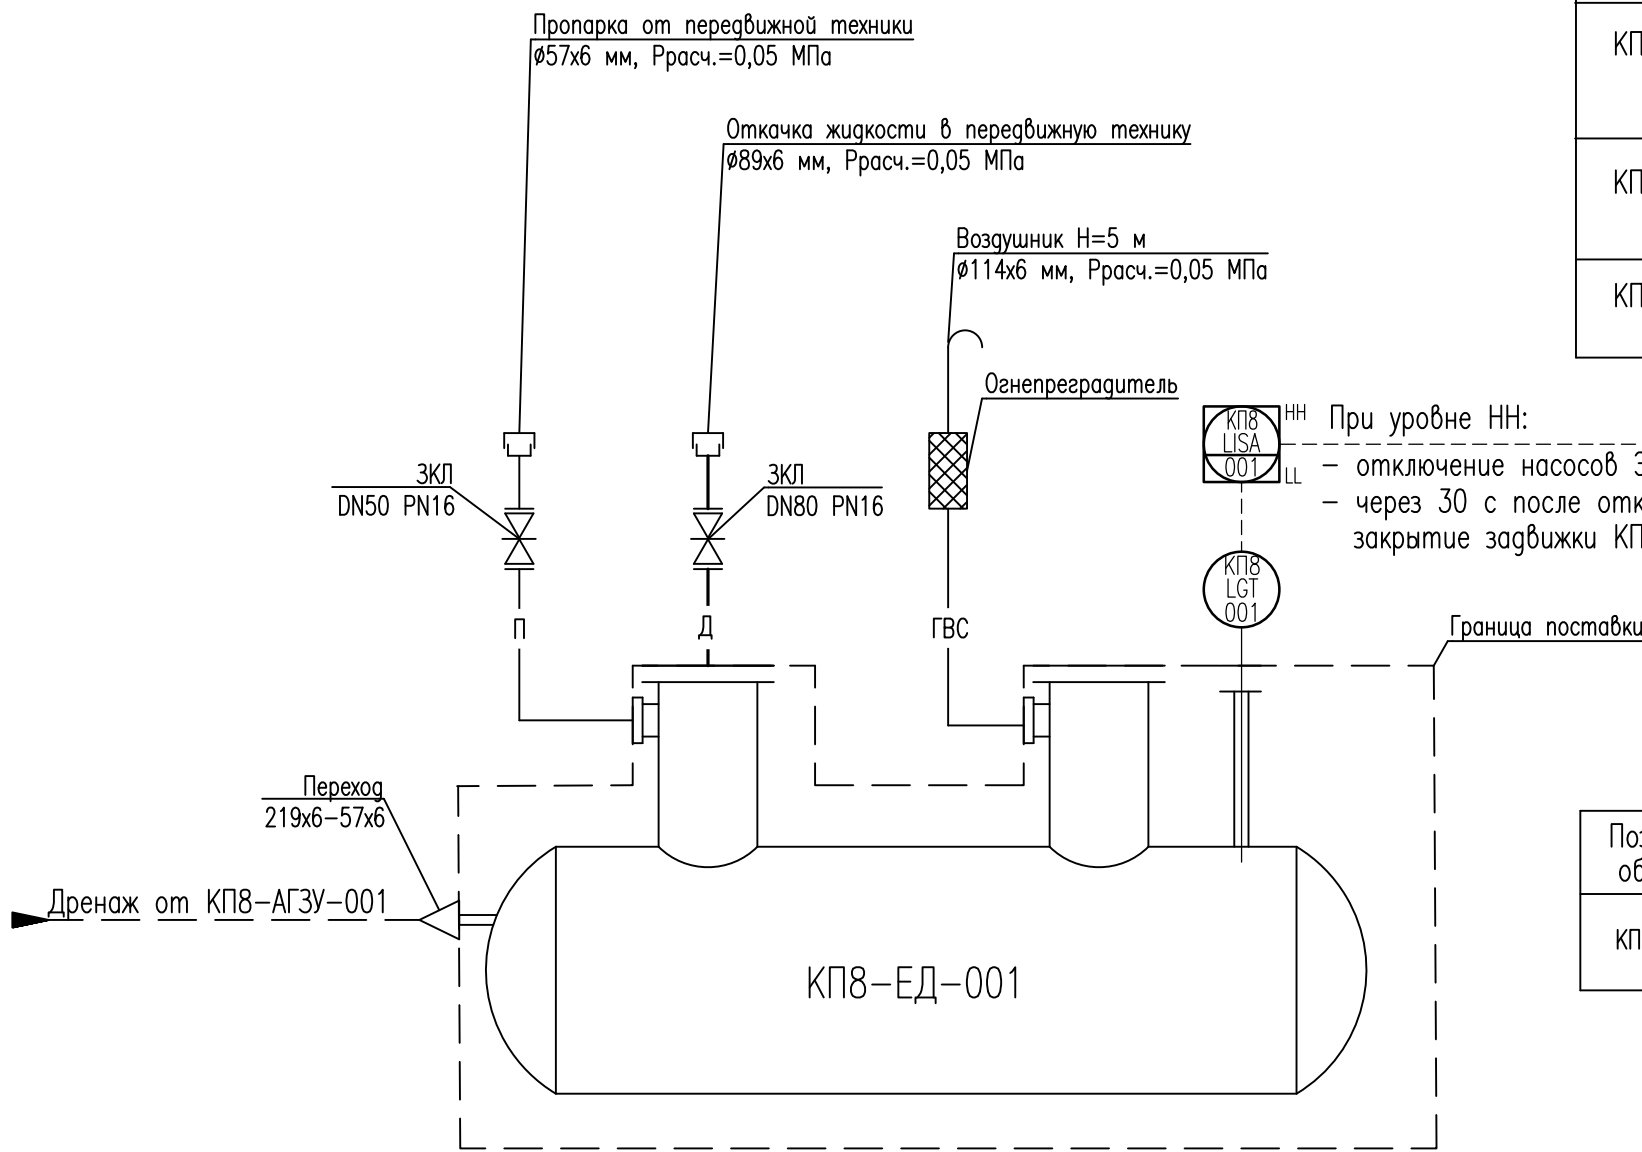 Пропарка от передвижной техники
Ø57х6 мм, Ррасч.=0,05 МПа
Откачка жидкости в передвижную технику
Ø89х6 мм, Ррасч.=0,05 МПа
Воздушник Н=5 м
Ø114х6 мм, Ррасч.=0,05 МПа
Огнепреградитель
КП8
LISA
001
HH
LL
При уровне НН:
– отключение насосов
– через 30 с после
закрытие задвижки
ЗКЛ
DN50 PN16
ЗКЛ
DN80 PN16
КП8
LGT
001
П
Д
ГВС
Граница поставки
Переход
219х6–57х6
Дренаж от КП8–АГЗУ–001
КП8–ЕД–001